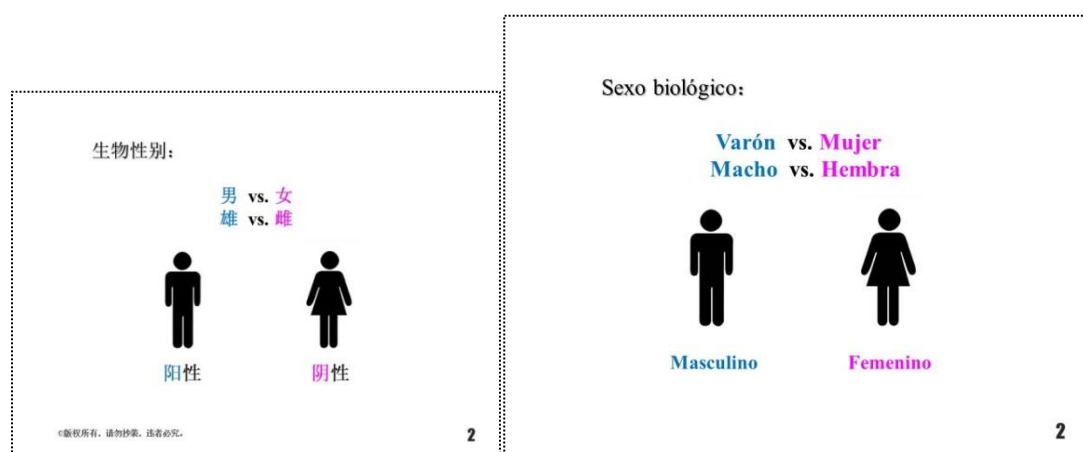 生物性别：
男 vs. 女
雄 vs. 雌
阳性 阴性
©版权所有，请勿抄袭，违者必究。
2
Sexo biológico：
Varón vs. Mujer
Macho vs. Hembra
Masculino Femenino
2